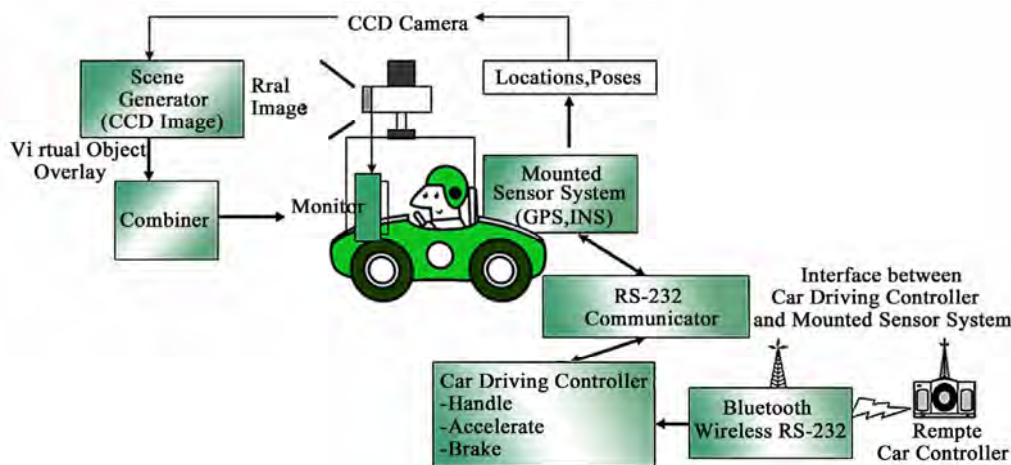 CCD Camera
Scene
Generator
(CCD Image)
Rral
Image
Locations,Poses
Vi rtual Object
Overlay
Combiner
Monitor
Mounted
Sensor System
(GPS,INS)
RS-232
Communicator
Interface between
Car Driving Controller
and Mounted Sensor System
Car Driving Controller
-Handle
-Accelerate
-Brake
Bluetooth
Wireless RS-232
Rempte
Car Controller